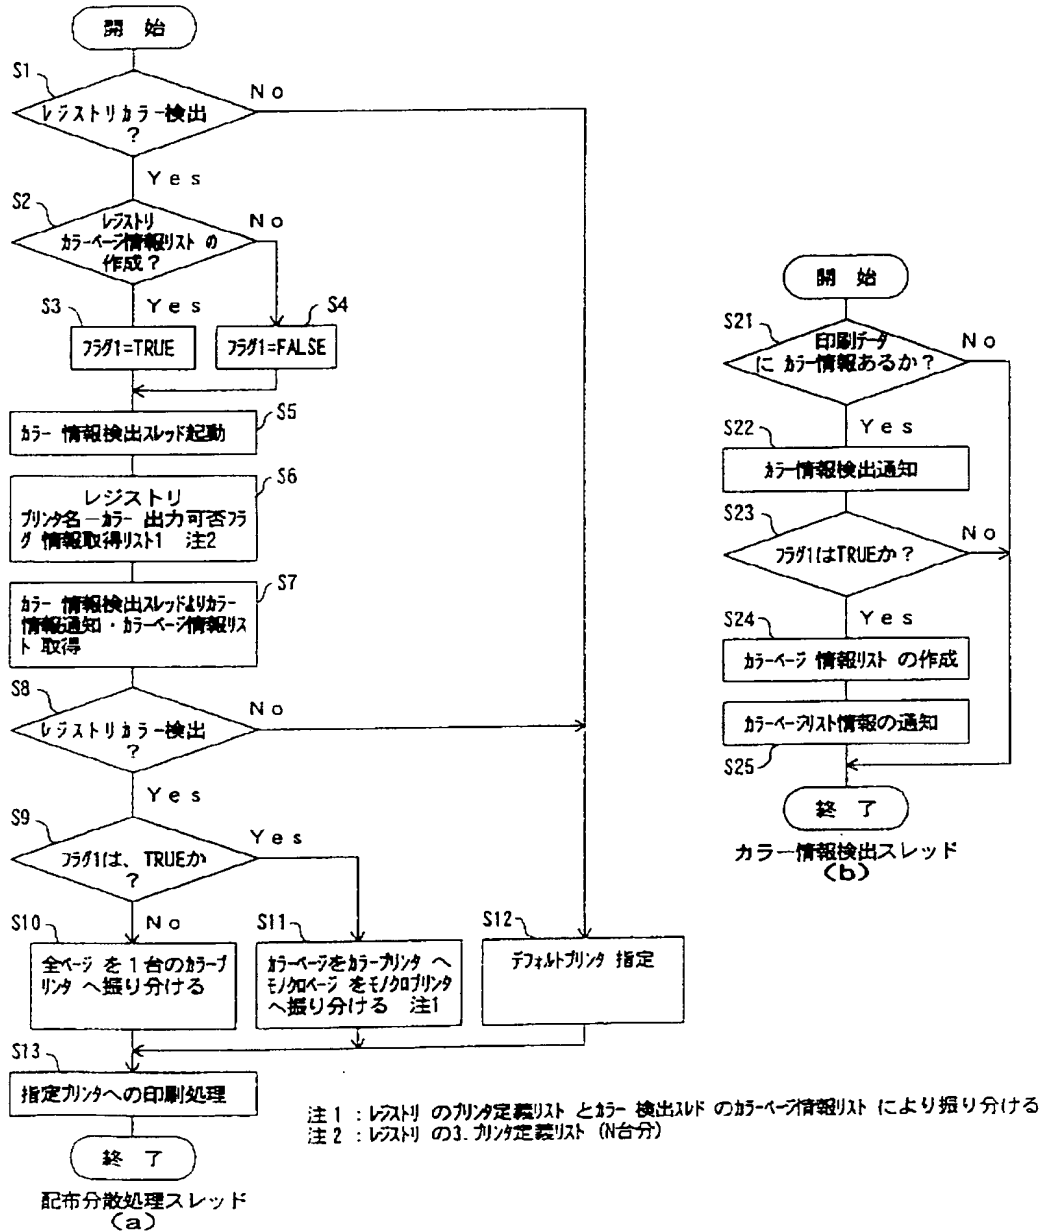 開 始
S1
レジストリカラー検出
?
No
Yes
S2
レジストリ
カラーページ情報リスト の
作成?
No
Yes
S3
フラグ1=TRUE
S4
フラグ1=FALSE
S5
カラー 情報検出スレッド起動
S6
レジストリ
プリンタ名-カラー 出力可否フラ
グ 情報取得リスト1 注2
S7
カラー 情報検出スレッドよりカラー
情報通知・カラーページ情報リス
ト 取得
S8
レジストリカラー検出
?
No
Yes
S9
フラグ1は、TRUEか
?
Yes
No
S10
全ページ を1台のカラープ
リンタ へ振り分ける
S11
カラーページをカラープリンタ へ
モノクロページ をモノクロプリンタ
へ振り分ける 注1
S12
デフォルトプリンタ 指定
S13
指定プリンタへの印刷処理
終 了
配布分散処理スレッド
(a)
開 始
S21
印刷データ
に カラー情報あるか?
No
Yes
S22
カラー情報検出通知
S23
フラグ1はTRUEか?
No
Yes
S24
カラーページ 情報リスト の作成
カラーページリスト情報の通知
S25
終 了
カラー情報検出スレッド
(b)
注1:レジストリ のプリンタ定義リスト とカラー 検出スレド のカラーページ情報リスト により振り分ける
注2:レジストリ の3.プリンタ定義リスト (N台分)